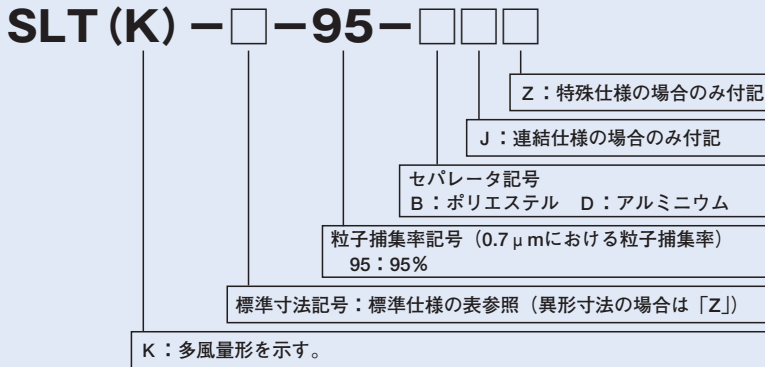 SLT(K)－□－95－□□□
Z：特殊仕様の場合のみ付記
J：連結仕様の場合のみ付記
セパレータ記号
B：ポリエステル　D：アルミニウム
粒子捕集率記号（0.7μmにおける粒子捕集率）
95：95%
標準寸法記号：標準仕様の表参照（異形寸法の場合は「Z」）
K：多風量形を示す。